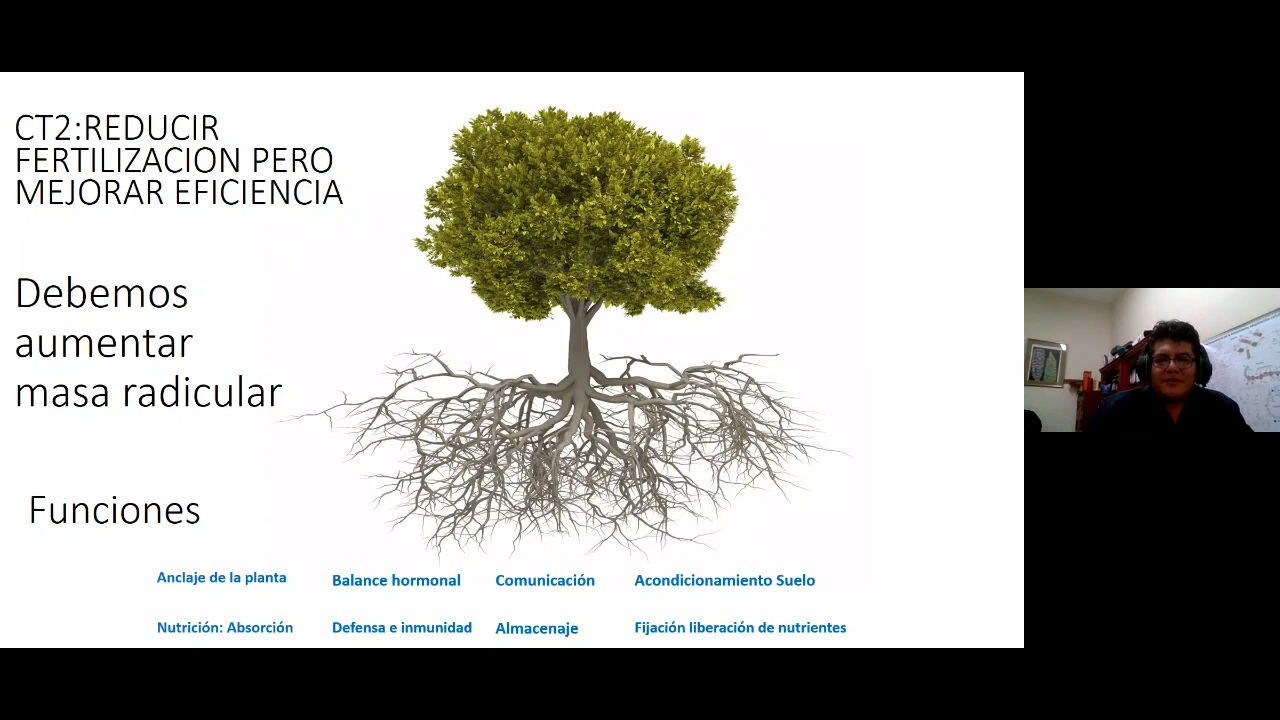 CT2:REDUCIR
FERTILIZACION PERO
MEJORAR EFICIENCIA
Debemos
aumentar
masa radicular
Funciones
Anclaje de la planta
Balance hormonal
Comunicación
Acondicionamiento Suelo
Nutrición: Absorción
Defensa e inmunidad
Almacenaje
Fijación liberación de nutrientes